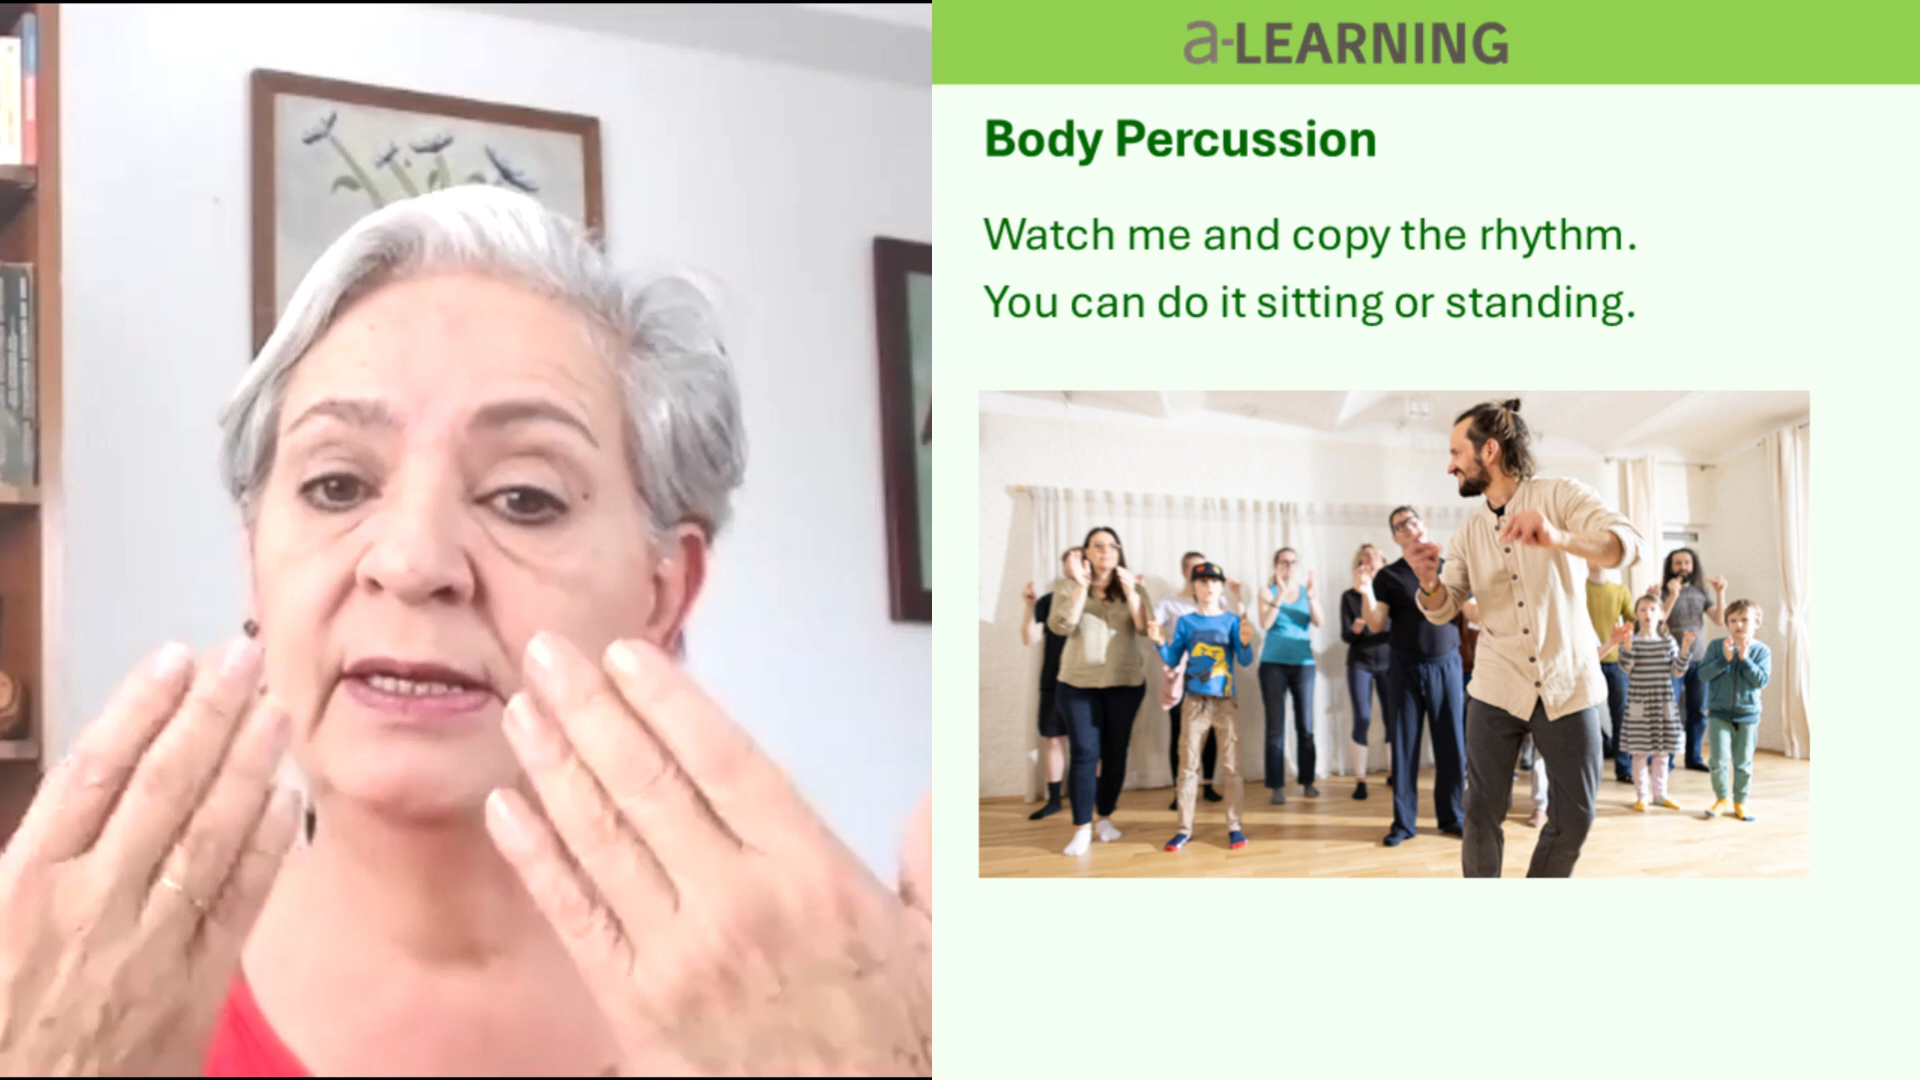 a-LEARNING
Body Percussion
Watch me and copy the rhythm.
You can do it sitting or standing.